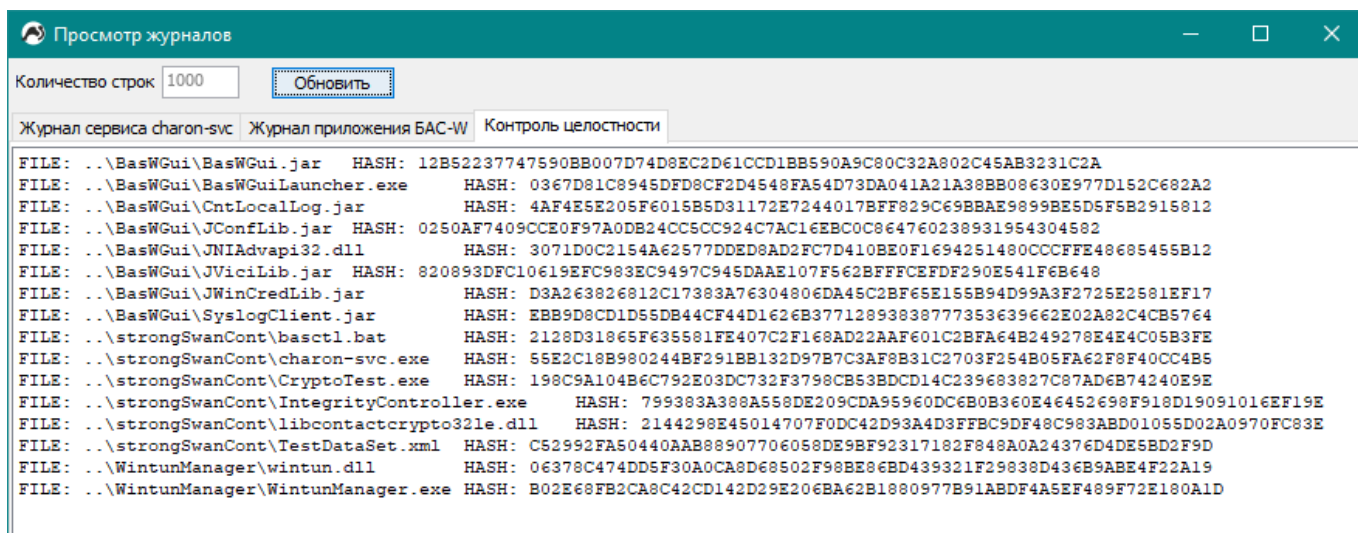 Просмотр журналов
Количество строк 1000 Обновить
Журнал сервиса charon-svc Журнал приложения БАС-W Контроль целостности
FILE: ..\BasWGui\BasWGui.jar HASH: 12B52237747590BB007D74D8EC2D61CCD1BB590A9C80C32A802C45AB3231C2A
FILE: ..\BasWGui\BasWGuiLauncher.exe HASH: 0367D81C8945DFD8CF2D4548FA54D73DA041A21A38BB08630E977D152C682A2
FILE: ..\BasWGui\CntLocalLog.jar HASH: 4AF4E5E205F6015B5D31172E7244017BFF829C69BBAE9899BE5D5F5B2915812
FILE: ..\BasWGui\JConfLib.jar HASH: 0250AF7409CCE0F97A0DB24CC5CC924C7AC16EBC0C864760238931954304582
FILE: ..\BasWGui\JNIAdvapi32.dll HASH: 3071D0C2154A62577DDED8AD2FC7D410BE0F1694251480CCCFFE48685455B12
FILE: ..\BasWGui\JViciLib.jar HASH: 820893DFC10619EFC983EC9497C945DAAE107F562BFFFCEFDF290E541F6B648
FILE: ..\BasWGui\JWinCredLib.jar HASH: D3A263826812C17383A76304806DA45C2BF65E155B94D99A3F2725E2581EF17
FILE: ..\BasWGui\SyslogClient.jar HASH: EBB9D8CD1D55DB44CF44D1626B37712893838777353639662E02A82C4CB5764
FILE: ..\strongSwanCont\basctl.bat HASH: 2128D31865F635581FE407C2F168AD22AAF601C2BFA64B249278E4E4C05B3FE
FILE: ..\strongSwanCont\charon-svc.exe HASH: 55E2C18B980244BF291BB132D97B7C3AF8B31C2703F254B05FA62F8F40CC4B5
FILE: ..\strongSwanCont\CryptoTest.exe HASH: 198C9A104B6C792E03DC732F3798CB53BDCD14C239683827C87AD6B74240E9E
FILE: ..\strongSwanCont\IntegrityController.exe HASH: 799383A388A558DE209CDA95960DC6B0B360E46452698F918D19091016EF19E
FILE: ..\strongSwanCont\libcontactcrypto321e.dll HASH: 2144298E45014707F0DC42D93A4D3FFBC9DF48C983ABD01055D02A0970FC83E
FILE: ..\strongSwanCont\TestDataSet.xml HASH: C52992FA50440AAB88907706058DE9BF92317182F848A0A24376D4DE5BD2F9D
FILE: ..\WintunManager\wintun.dll HASH: 06378C474DD5F30A0CA8D68502F98BE86BD439321F29838D436B9ABE4F22A19
FILE: ..\WintunManager\WintunManager.exe HASH: B02E68FB2CA8C42CD142D29E206BA62B1880977B91ABDF4A5EF489F72E180A1D